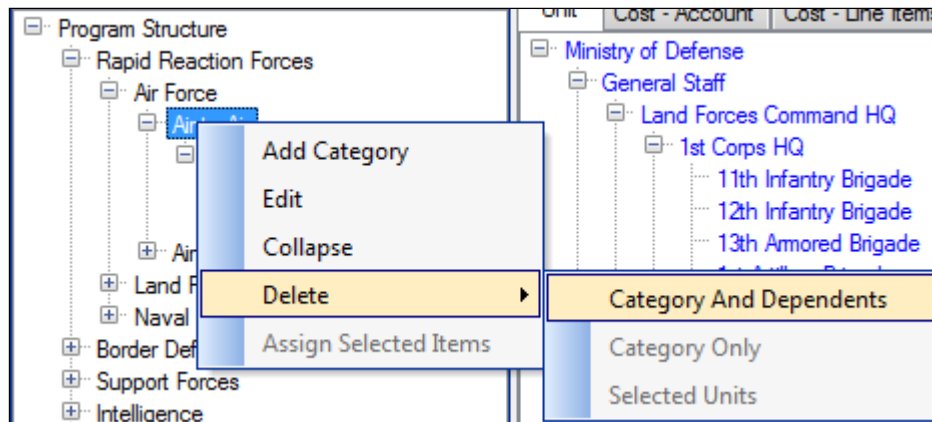 Program Structure
Rapid Reaction Forces
Air Force
Air
Land
Naval
Border
Support Forces
Intelligence
Add Category
Edit
Collapse
Delete
Assign Selected Items
Unit Cost - Account Cost - Line Items
Ministry of Defense
General Staff
Land Forces Command HQ
1st Corps HQ
11th Infantry Brigade
12th Infantry Brigade
13th Armored Brigade
Category And Dependents
Category Only
Selected Units